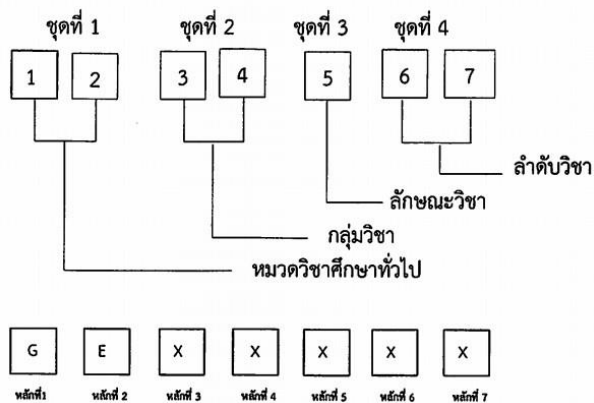 ชุดที่ 1 ชุดที่ 2 ชุดที่ 3 ชุดที่ 4
1 2 3 4 5 6 7
ลำดับวิชา
ลักษณะวิชา
กลุ่มวิชา
หมวดวิชาศึกษาทั่วไป
G E X X X X X
หลักที่1 หลักที่ 2 หลักที่ 3 หลักที่ 4 หลักที่ 5 หลักที่ 6 หลักที่ 7